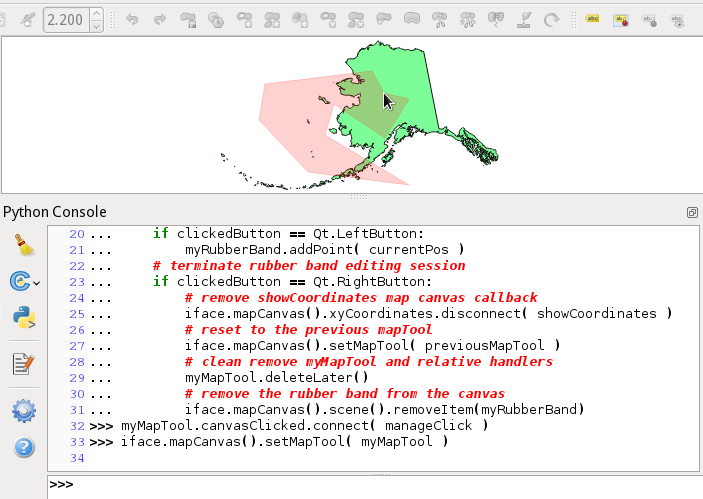 2.200
abc
ab
ab
abc
Python Console
20 ...     if clickedButton == Qt.LeftButton:
21 ...         myRubberBand.addPoint( currentPos )
22 ...     # terminate rubber band editing session
23 ...     if clickedButton == Qt.RightButton:
24 ...         # remove showCoordinates map canvas callback
25 ...         iface.mapCanvas().xyCoordinates.disconnect( showCoordinates )
26 ...         # reset to the previous mapTool
27 ...         iface.mapCanvas().setMapTool( previousMapTool )
28 ...         # clean remove myMapTool and relative handlers
29 ...         myMapTool.deleteLater()
30 ...         # remove the rubber band from the canvas
31 ...         iface.mapCanvas().scene().removeItem(myRubberBand)
32 >>> myMapTool.canvasClicked.connect( manageClick )
33 >>> iface.mapCanvas().setMapTool( myMapTool )
34
>>>